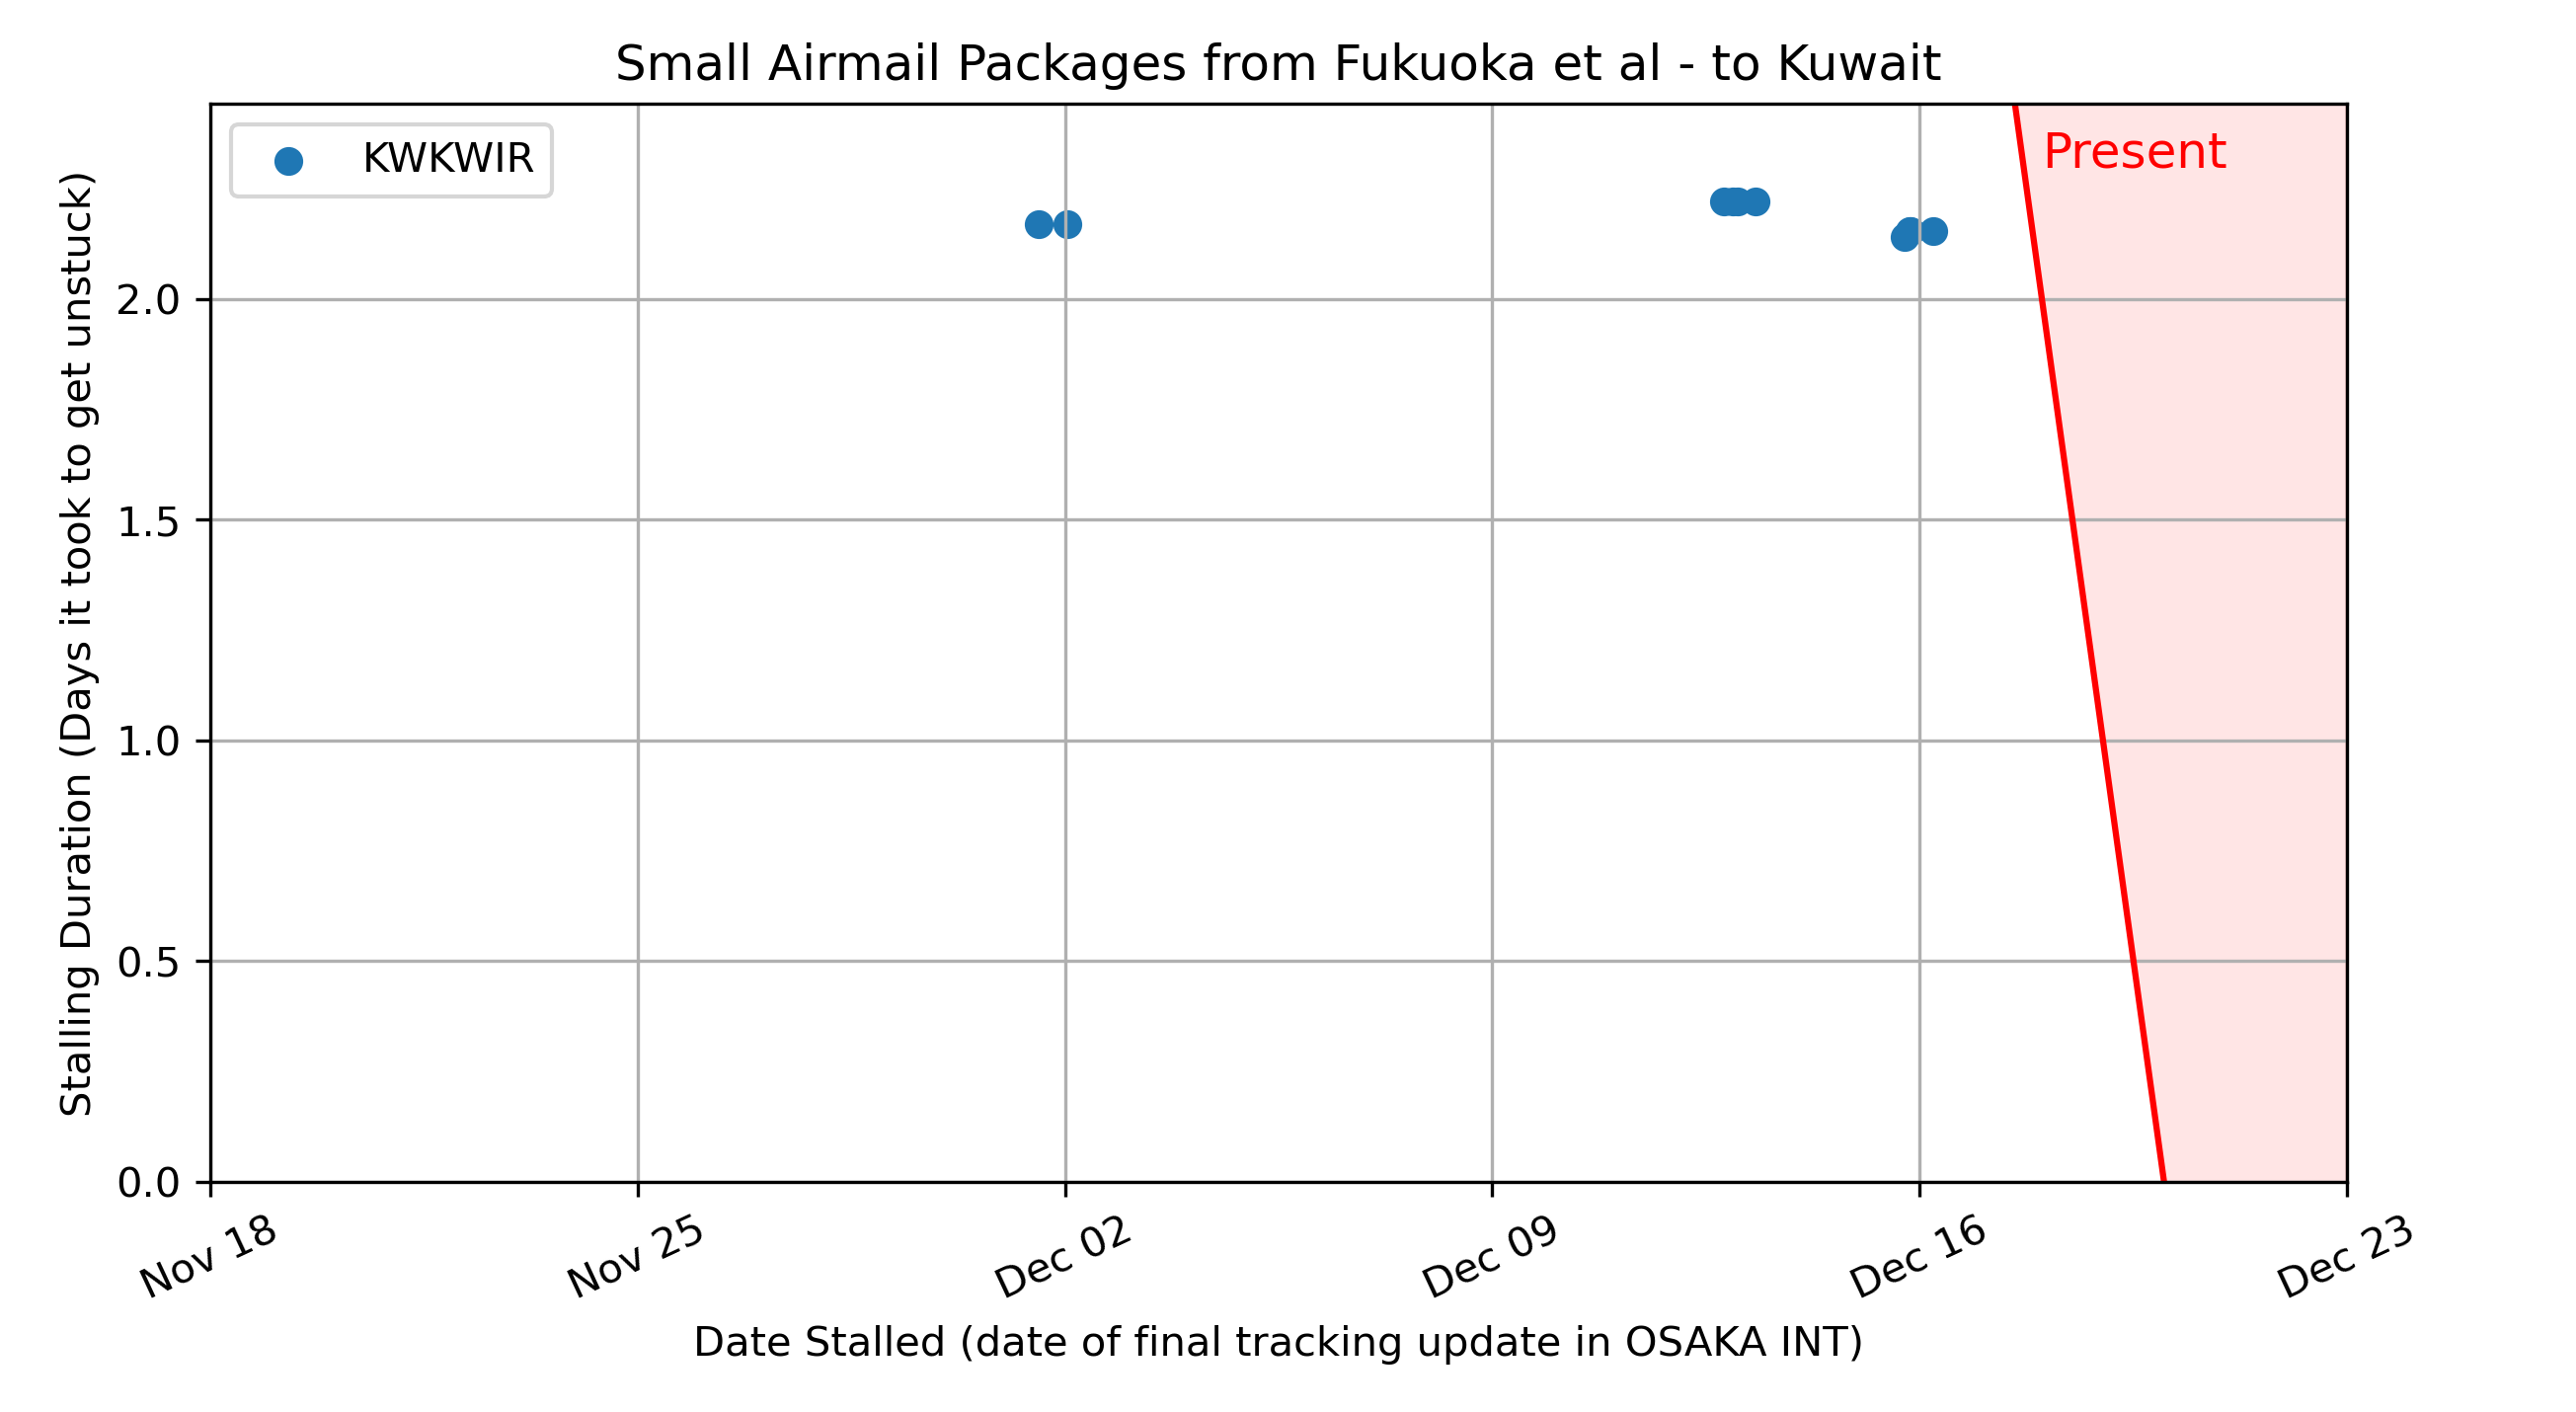 Small Airmail Packages from Fukuoka et al - to Kuwait
KWKWIR
Present
Stalling Duration (Days it took to get unstuck)
2.0
1.5
1.0
0.5
0.0
Nov 18
Nov 25
Dec 02
Dec 09
Dec 16
Dec 23
Date Stalled (date of final tracking update in OSAKA INT)